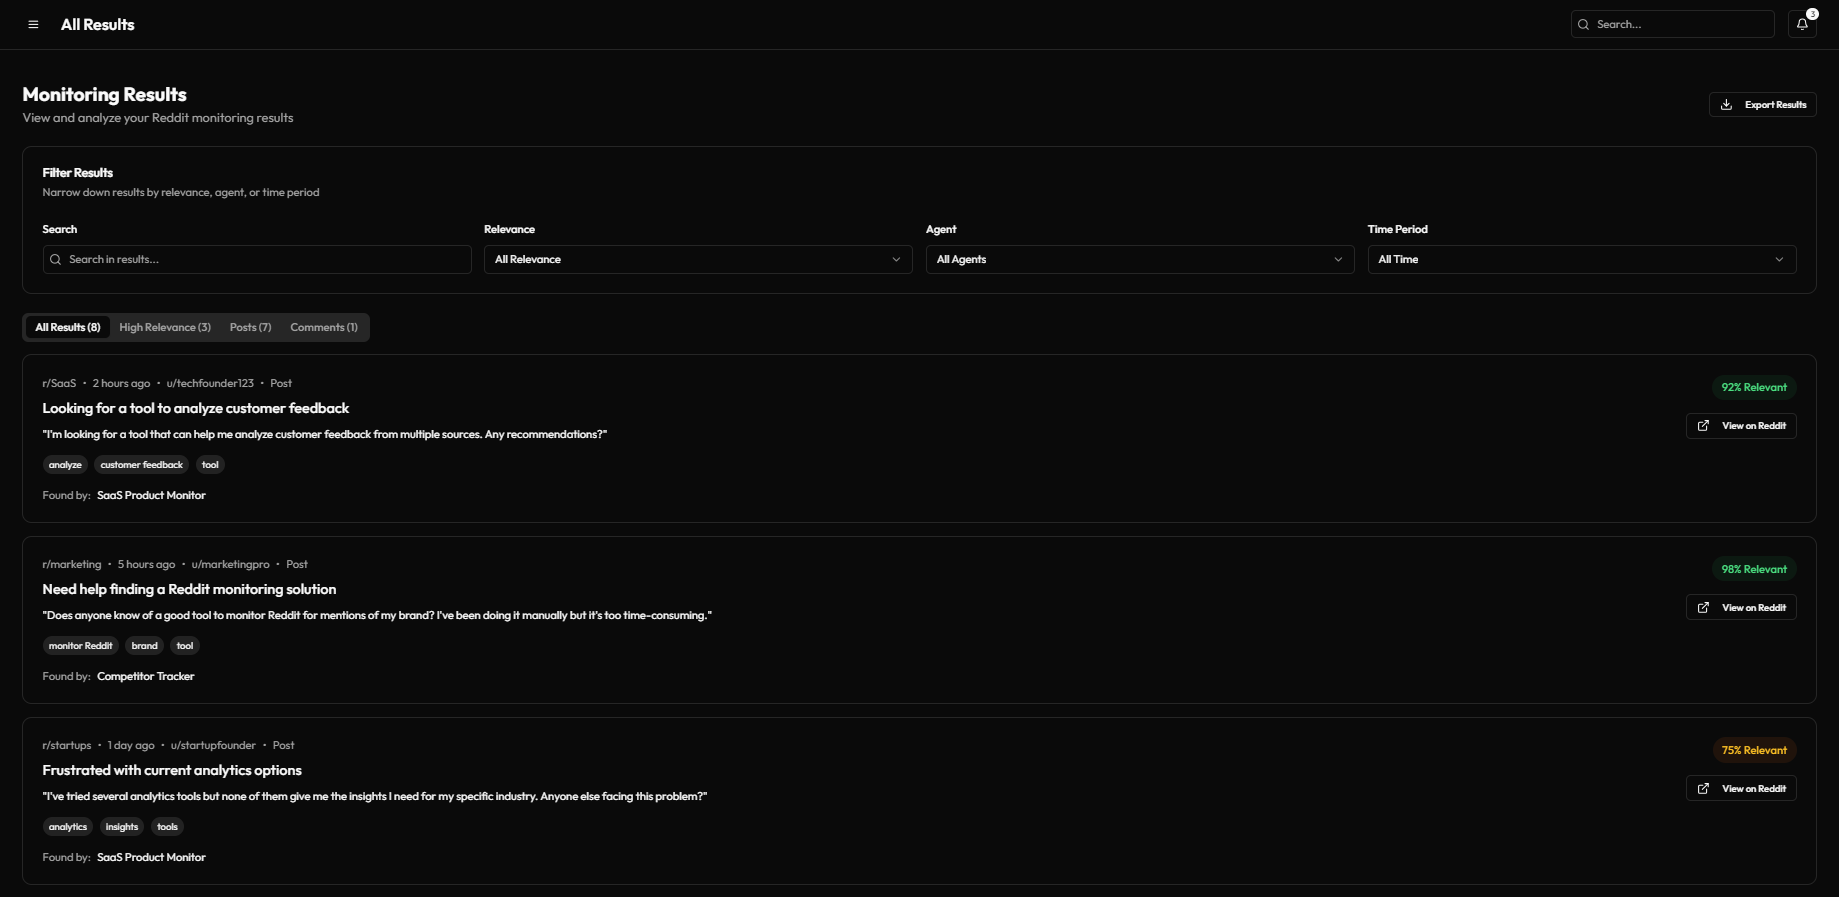 All Results
Search...
3
Monitoring Results
View and analyze your Reddit monitoring results
Export Results
Filter Results
Narrow down results by relevance, agent, or time period
Search
Relevance
Agent
Time Period
Search in results...
All Relevance
All Agents
All Time
All Results (8)
High Relevance (3)
Posts (7)
Comments (1)
r/SaaS • 2 hours ago • u/techfounder123 • Post
92% Relevant
Looking for a tool to analyze customer feedback
View on Reddit
"I'm looking for a tool that can help me analyze customer feedback from multiple sources. Any recommendations?"
analyze customer feedback tool
Found by: SaaS Product Monitor
r/marketing • 5 hours ago • u/marketingpro • Post
98% Relevant
Need help finding a Reddit monitoring solution
View on Reddit
"Does anyone know of a good tool to monitor Reddit for mentions of my brand? I've been doing it manually but it's too time-consuming."
monitor Reddit brand tool
Found by: Competitor Tracker
r/startups • 1 day ago • u/startupfounder • Post
75% Relevant
Frustrated with current analytics options
View on Reddit
"I've tried several analytics tools but none of them give me the insights I need for my specific industry. Anyone else facing this problem?"
analytics insights tools
Found by: SaaS Product Monitor